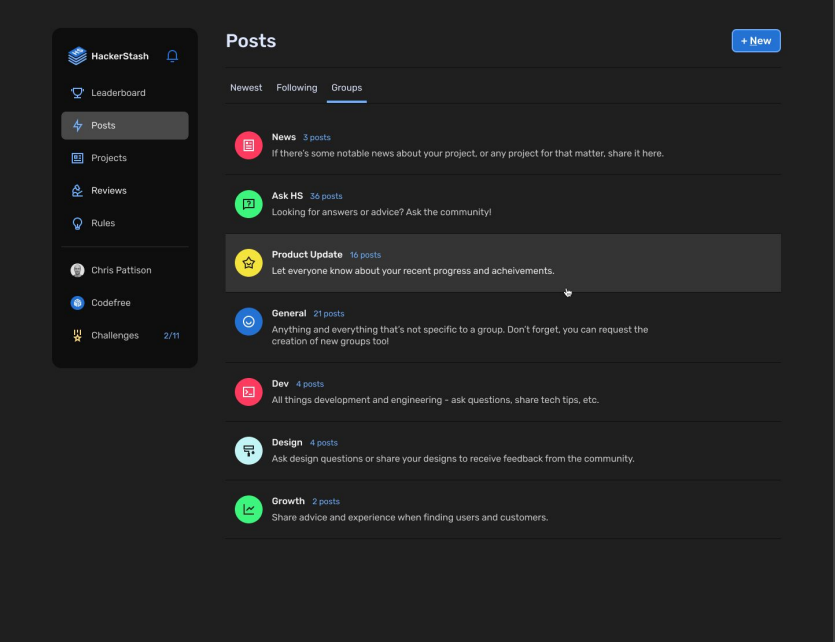 HackerStash
Leaderboard
Posts
Projects
Reviews
Rules
Chris Pattison
Codefree
Challenges 2/11
Posts
+ New
Newest Following Groups
News 3 posts
If there's some notable news about your project, or any project for that matter, share it here.
Ask HS 36 posts
Looking for answers or advice? Ask the community!
Product Update 16 posts
Let everyone know about your recent progress and acheivements.
General 21 posts
Anything and everything that's not specific to a group. Don't forget, you can request the
creation of new groups too!
Dev 4 posts
All things development and engineering - ask questions, share tech tips, etc.
Design 4 posts
Ask design questions or share your designs to receive feedback from the community.
Growth 2 posts
Share advice and experience when finding users and customers.